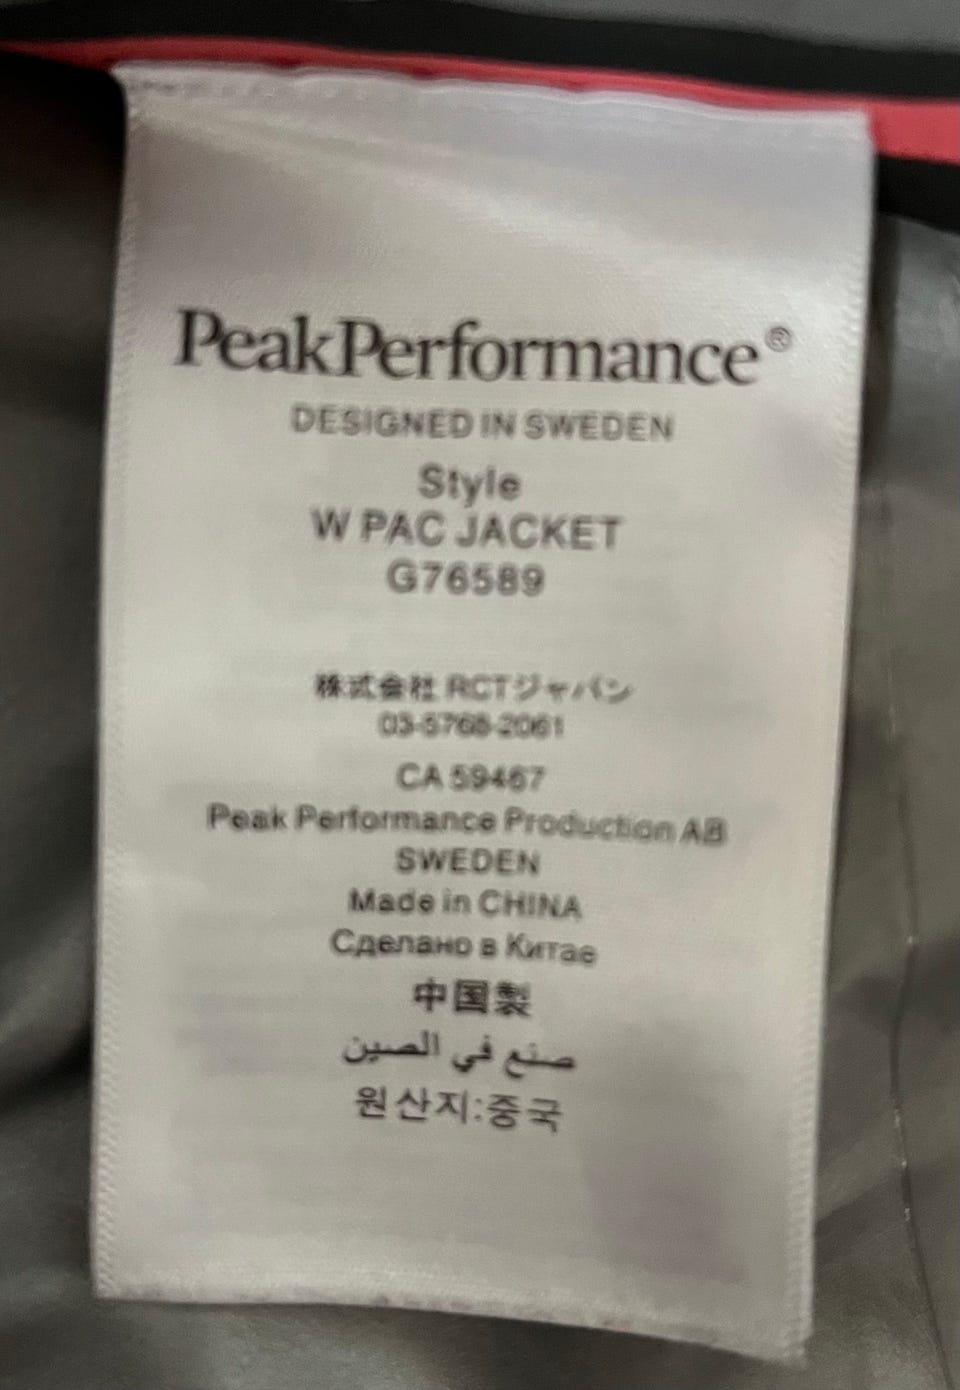 PeakPerformance®
DESIGNED IN SWEDEN
Style
W PAC JACKET
G76589
株式会社 RCTジャパン
03-5768-2061
CA 59467
Peak Performance Production AB
SWEDEN
Made in CHINA
Сделано в Китае
中国製
صنع في الصين
원산지:중국